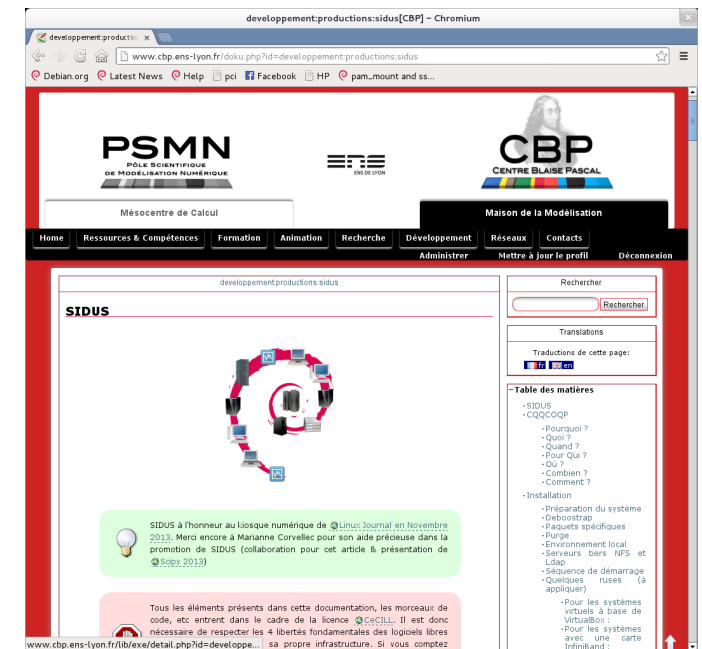 developpement:productions:sidus[CBP] – Chromium
developpement:productio
www.cbp.ens-lyon.fr/doku.php?id=developpement:productions:sidus
Debian.org Latest News Help pci Facebook HP pam_mount and ss...
PSMN
PÔLE SCIENTIFIQUE
DE MODÉLISATION NUMÉRIQUE
ENS
ENS DE LYON
CBP
CENTRE BLAISE PASCAL
Mésocentre de Calcul
Maison de la Modélisation
Home Ressources & Compétences Formation Animation Recherche Développement Réseaux Contacts
Administrer Mettre à jour le profil Déconnexion
developpement:productions:sidus
SIDUS
SIDUS à l'honneur au kiosque numérique de Linux Journal en Novembre
2013. Merci encore à Marianne Corvellec pour son aide précieuse dans la
promotion de SIDUS (collaboration pour cet article & présentation de
Scipy 2013)
Tous les éléments présents dans cette documentation, les morceaux de
code, etc entrent dans le cadre de la licence CeCILL. Il est donc
nécessaire de respecter les 4 libertés fondamentales des logiciels libres
sa propre infrastructure. Si vous comptez
Rechercher
Rechercher
Translations
Traductions de cette page:
fr en
Table des matières
SIDUS
CQQCOQP
Pourquoi ?
Quoi ?
Quand ?
Pour Qui ?
Où ?
Combien ?
Comment ?
Installation
Préparation du système
Deboostrap
Paquets spécifiques
Purge
Environnement local
Serveurs tiers NFS et
Ldap
Séquence de démarrage
Quelques ruses (à
appliquer)
Pour les systèmes
virtuels à base de
VirtualBox :
Pour les systèmes
avec une carte
InfiniBand :
www.cbp.ens-lyon.fr/lib/exe/detail.php?id=developpe...